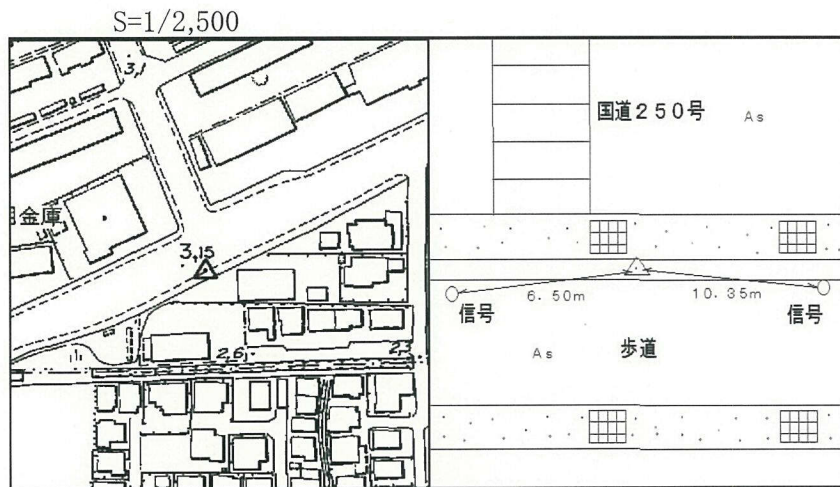 S=1/2,500
3,1
金庫
3,15
2,6
2,3
国道250号
As
6.50m
10.35m
信号
信号
As
歩道